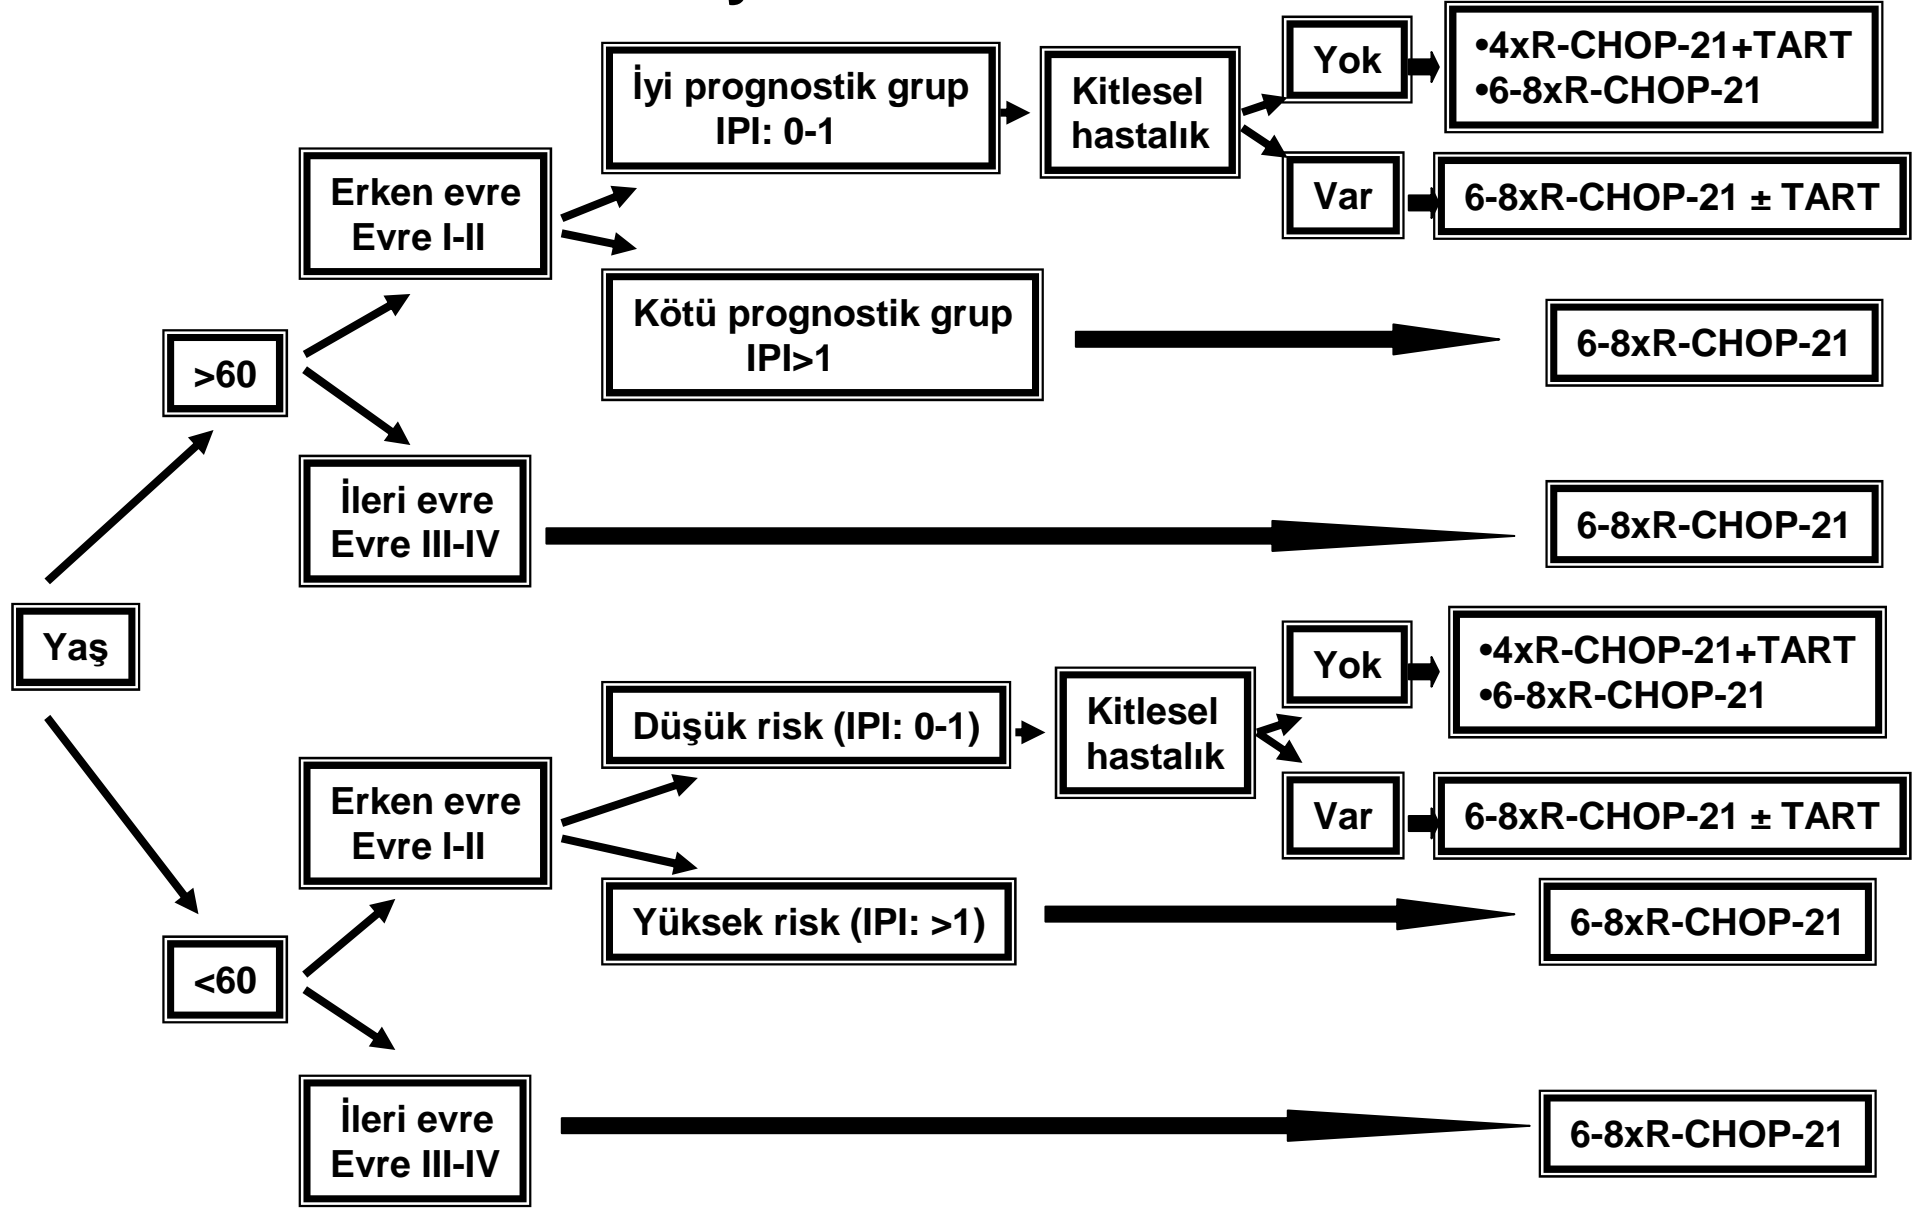 İyi prognostik grup
IPI: 0-1
Kitlesel
hastalık
Yok
•4xR-CHOP-21+TART
•6-8xR-CHOP-21
Var
6-8xR-CHOP-21 ± TART
Erken evre
Evre I-II
Kötü prognostik grup
IPI>1
6-8xR-CHOP-21
>60
İleri evre
Evre III-IV
6-8xR-CHOP-21
Yaş
Düşük risk (IPI: 0-1)
Kitlesel
hastalık
Yok
•4xR-CHOP-21+TART
•6-8xR-CHOP-21
Var
6-8xR-CHOP-21 ± TART
Erken evre
Evre I-II
Yüksek risk (IPI: >1)
6-8xR-CHOP-21
<60
İleri evre
Evre III-IV
6-8xR-CHOP-21